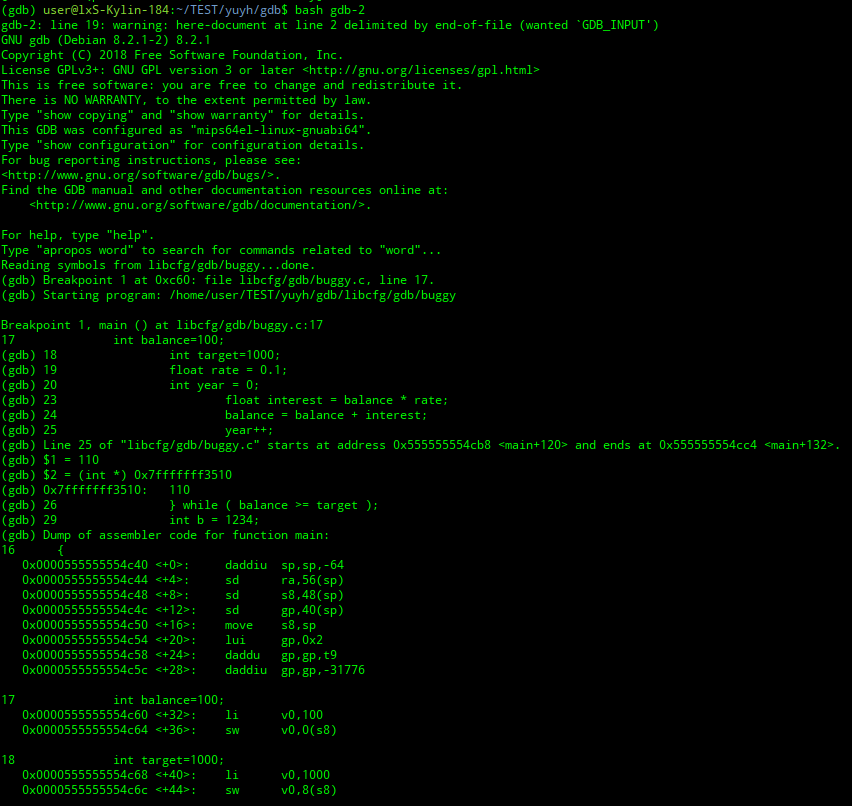 (gdb) user@lxS-Kylin-184:~/TEST/yuyh/gdb$ bash gdb-2
gdb-2: line 19: warning: here-document at line 2 delimited by end-of-file (wanted `GDB_INPUT')
GNU gdb (Debian 8.2.1-2) 8.2.1
Copyright (C) 2018 Free Software Foundation, Inc.
License GPLv3+: GNU GPL version 3 or later <http://gnu.org/licenses/gpl.html>
This is free software: you are free to change and redistribute it.
There is NO WARRANTY, to the extent permitted by law.
Type "show copying" and "show warranty" for details.
This GDB was configured as "mips64el-linux-gnuabi64".
Type "show configuration" for configuration details.
For bug reporting instructions, please see:
<http://www.gnu.org/software/gdb/bugs/>.
Find the GDB manual and other documentation resources online at:
    <http://www.gnu.org/software/gdb/documentation/>.

For help, type "help".
Type "apropos word" to search for commands related to "word"...
Reading symbols from libcfg/gdb/buggy...done.
(gdb) Breakpoint 1 at 0xc60: file libcfg/gdb/buggy.c, line 17.
(gdb) Starting program: /home/user/TEST/yuyh/gdb/libcfg/gdb/buggy

Breakpoint 1, main () at libcfg/gdb/buggy.c:17
17              int balance=100;
(gdb) 18                int target=1000;
(gdb) 19                float rate = 0.1;
(gdb) 20                int year = 0;
(gdb) 23                        float interest = balance * rate;
(gdb) 24                        balance = balance + interest;
(gdb) 25                        year++;
(gdb) Line 25 of "libcfg/gdb/buggy.c" starts at address 0x555555554cb8 <main+120> and ends at 0x555555554cc4 <main+132>.
(gdb) $1 = 110
(gdb) $2 = (int *) 0x7fffffff3510
(gdb) 0x7fffffff3510:   110
(gdb) 26                } while ( balance >= target );
(gdb) 29                int b = 1234;
(gdb) Dump of assembler code for function main:
16      {
   0x0000555555554c40 <+0>:     daddiu  sp,sp,-64
   0x0000555555554c44 <+4>:     sd      ra,56(sp)
   0x0000555555554c48 <+8>:     sd      s8,48(sp)
   0x0000555555554c4c <+12>:    sd      gp,40(sp)
   0x0000555555554c50 <+16>:    move    s8,sp
   0x0000555555554c54 <+20>:    lui     gp,0x2
   0x0000555555554c58 <+24>:    daddu   gp,gp,t9
   0x0000555555554c5c <+28>:    daddiu  gp,gp,-31776

17              int balance=100;
   0x0000555555554c60 <+32>:    li      v0,100
   0x0000555555554c64 <+36>:    sw      v0,0(s8)

18              int target=1000;
   0x0000555555554c68 <+40>:    li      v0,1000
   0x0000555555554c6c <+44>:    sw      v0,8(s8)